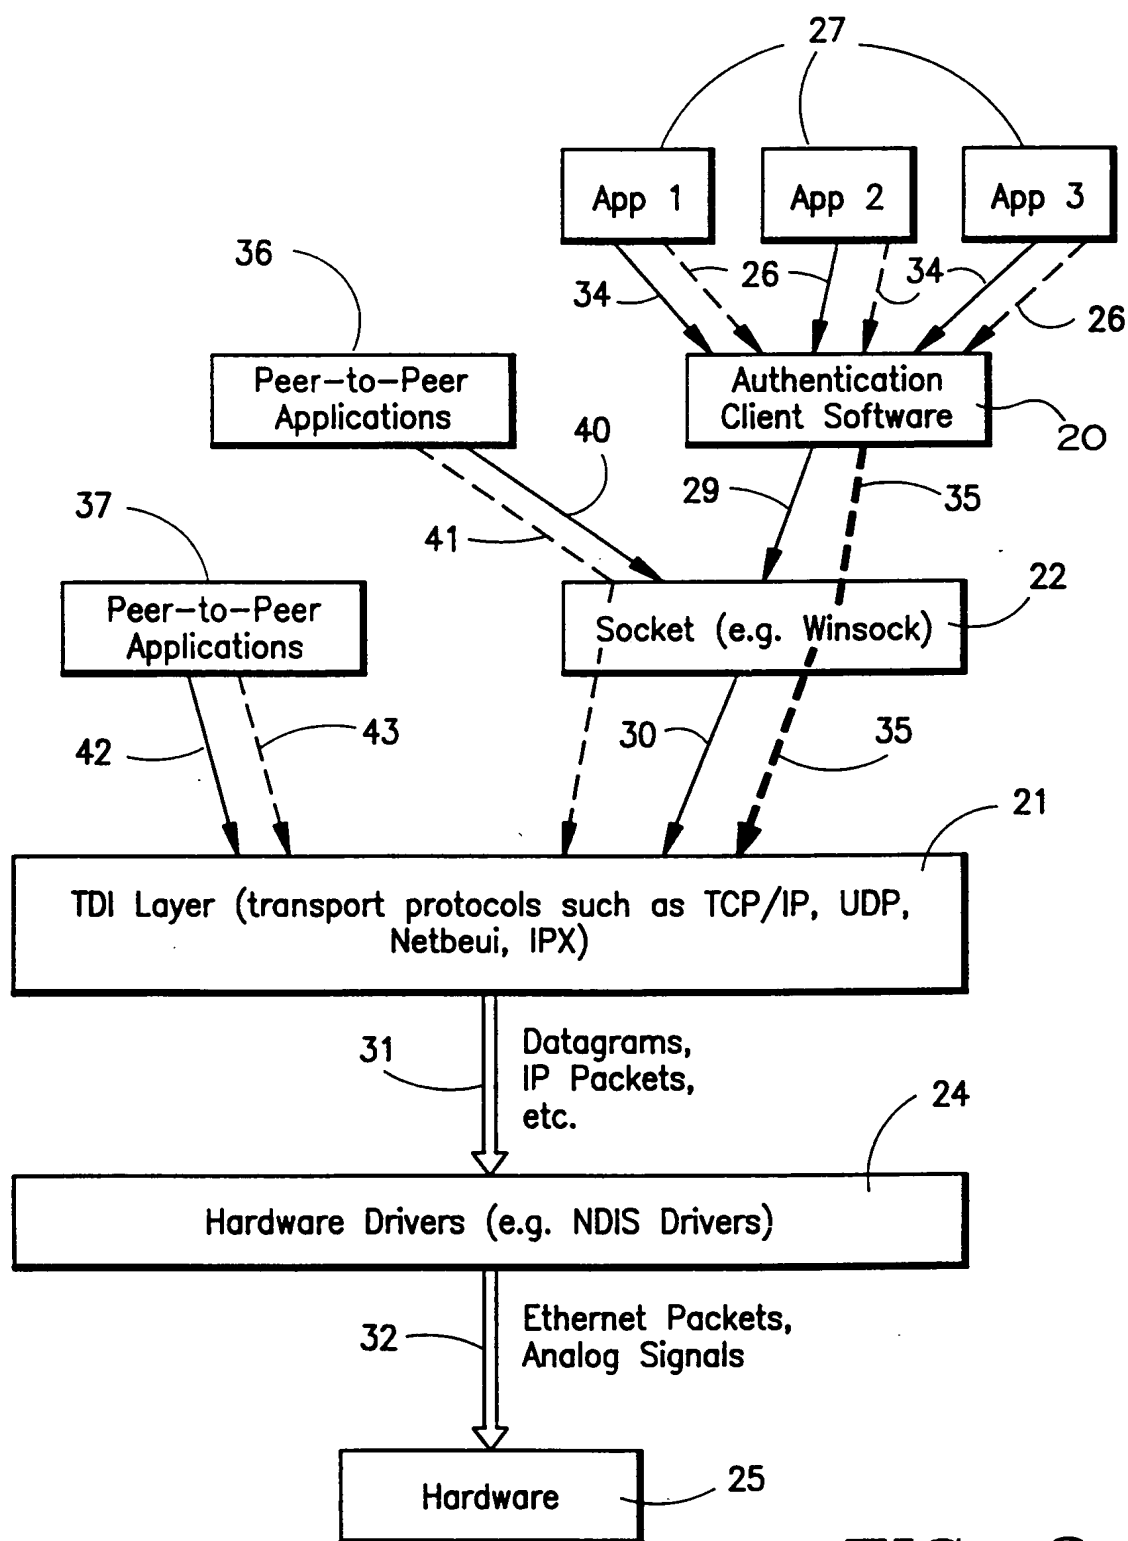 27
App 1
App 2
App 3
36
34
26
34
26
Peer-to-Peer
Applications
Authentication
Client Software
20
40
37
41
29
35
22
Peer-to-Peer
Applications
Socket (e.g. Winsock)
42
43
30
35
21
TDI Layer (transport protocols such as TCP/IP, UDP,
Netbeui, IPX)
31
Datagrams,
IP Packets,
etc.
24
Hardware Drivers (e.g. NDIS Drivers)
32
Ethernet Packets,
Analog Signals
Hardware
25